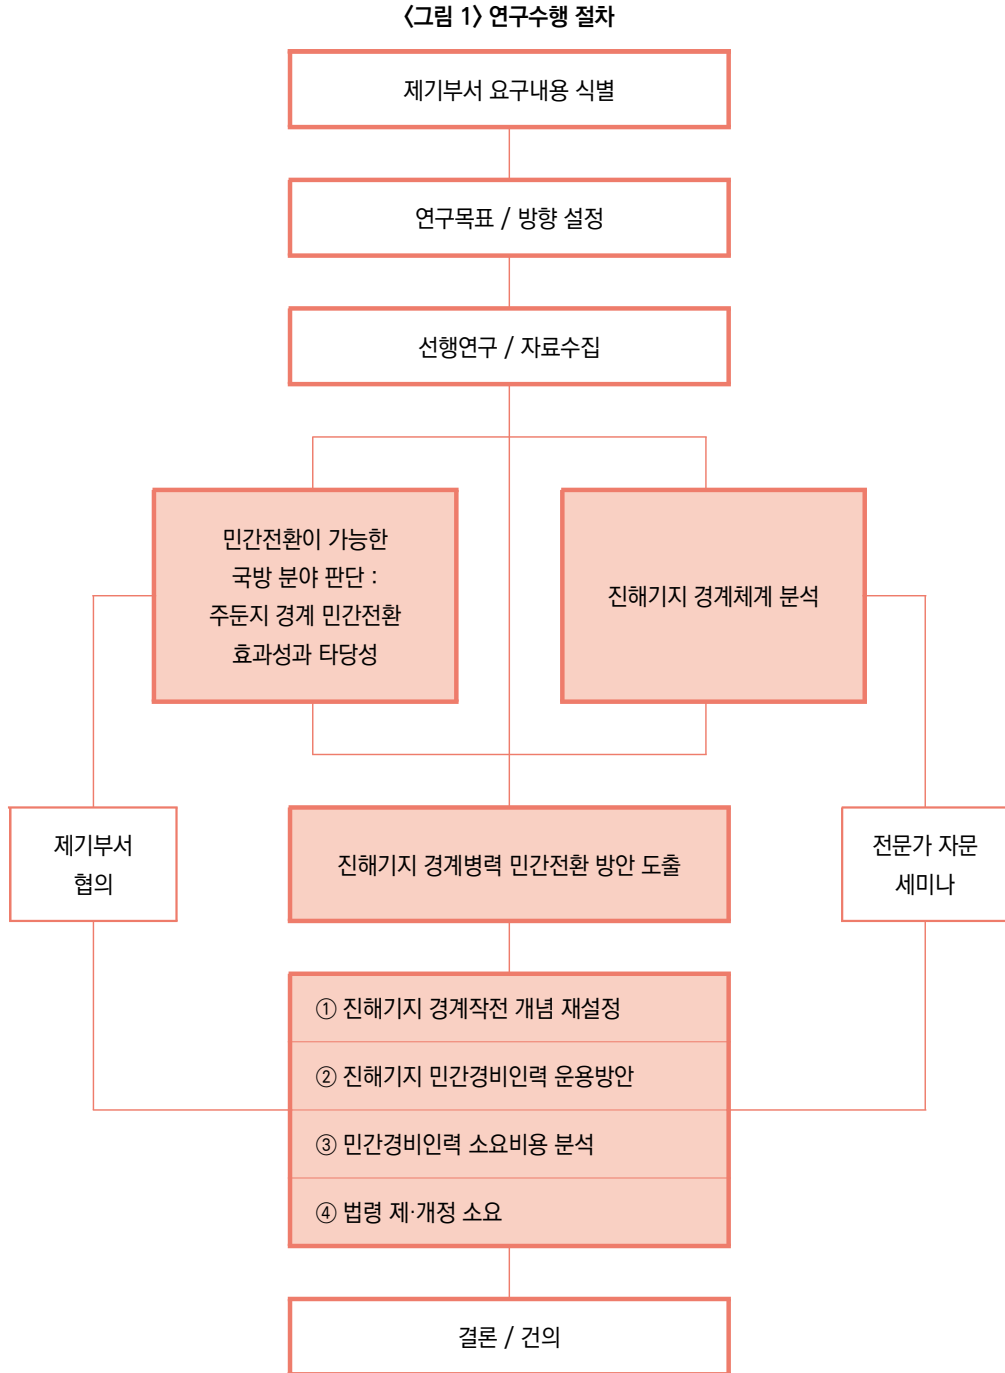 〈그림 1〉 연구수행 절차
제기부서 요구내용 식별
연구목표 / 방향 설정
선행연구 / 자료수집
민간전환이 가능한
국방 분야 판단 :
주둔지 경계 민간전환
효과성과 타당성
진해기지 경계체계 분석
제기부서
협의
진해기지 경계병력 민간전환 방안 도출
전문가 자문
세미나
① 진해기지 경계작전 개념 재설정
② 진해기지 민간경비인력 운용방안
③ 민간경비인력 소요비용 분석
④ 법령 제·개정 소요
결론 / 건의